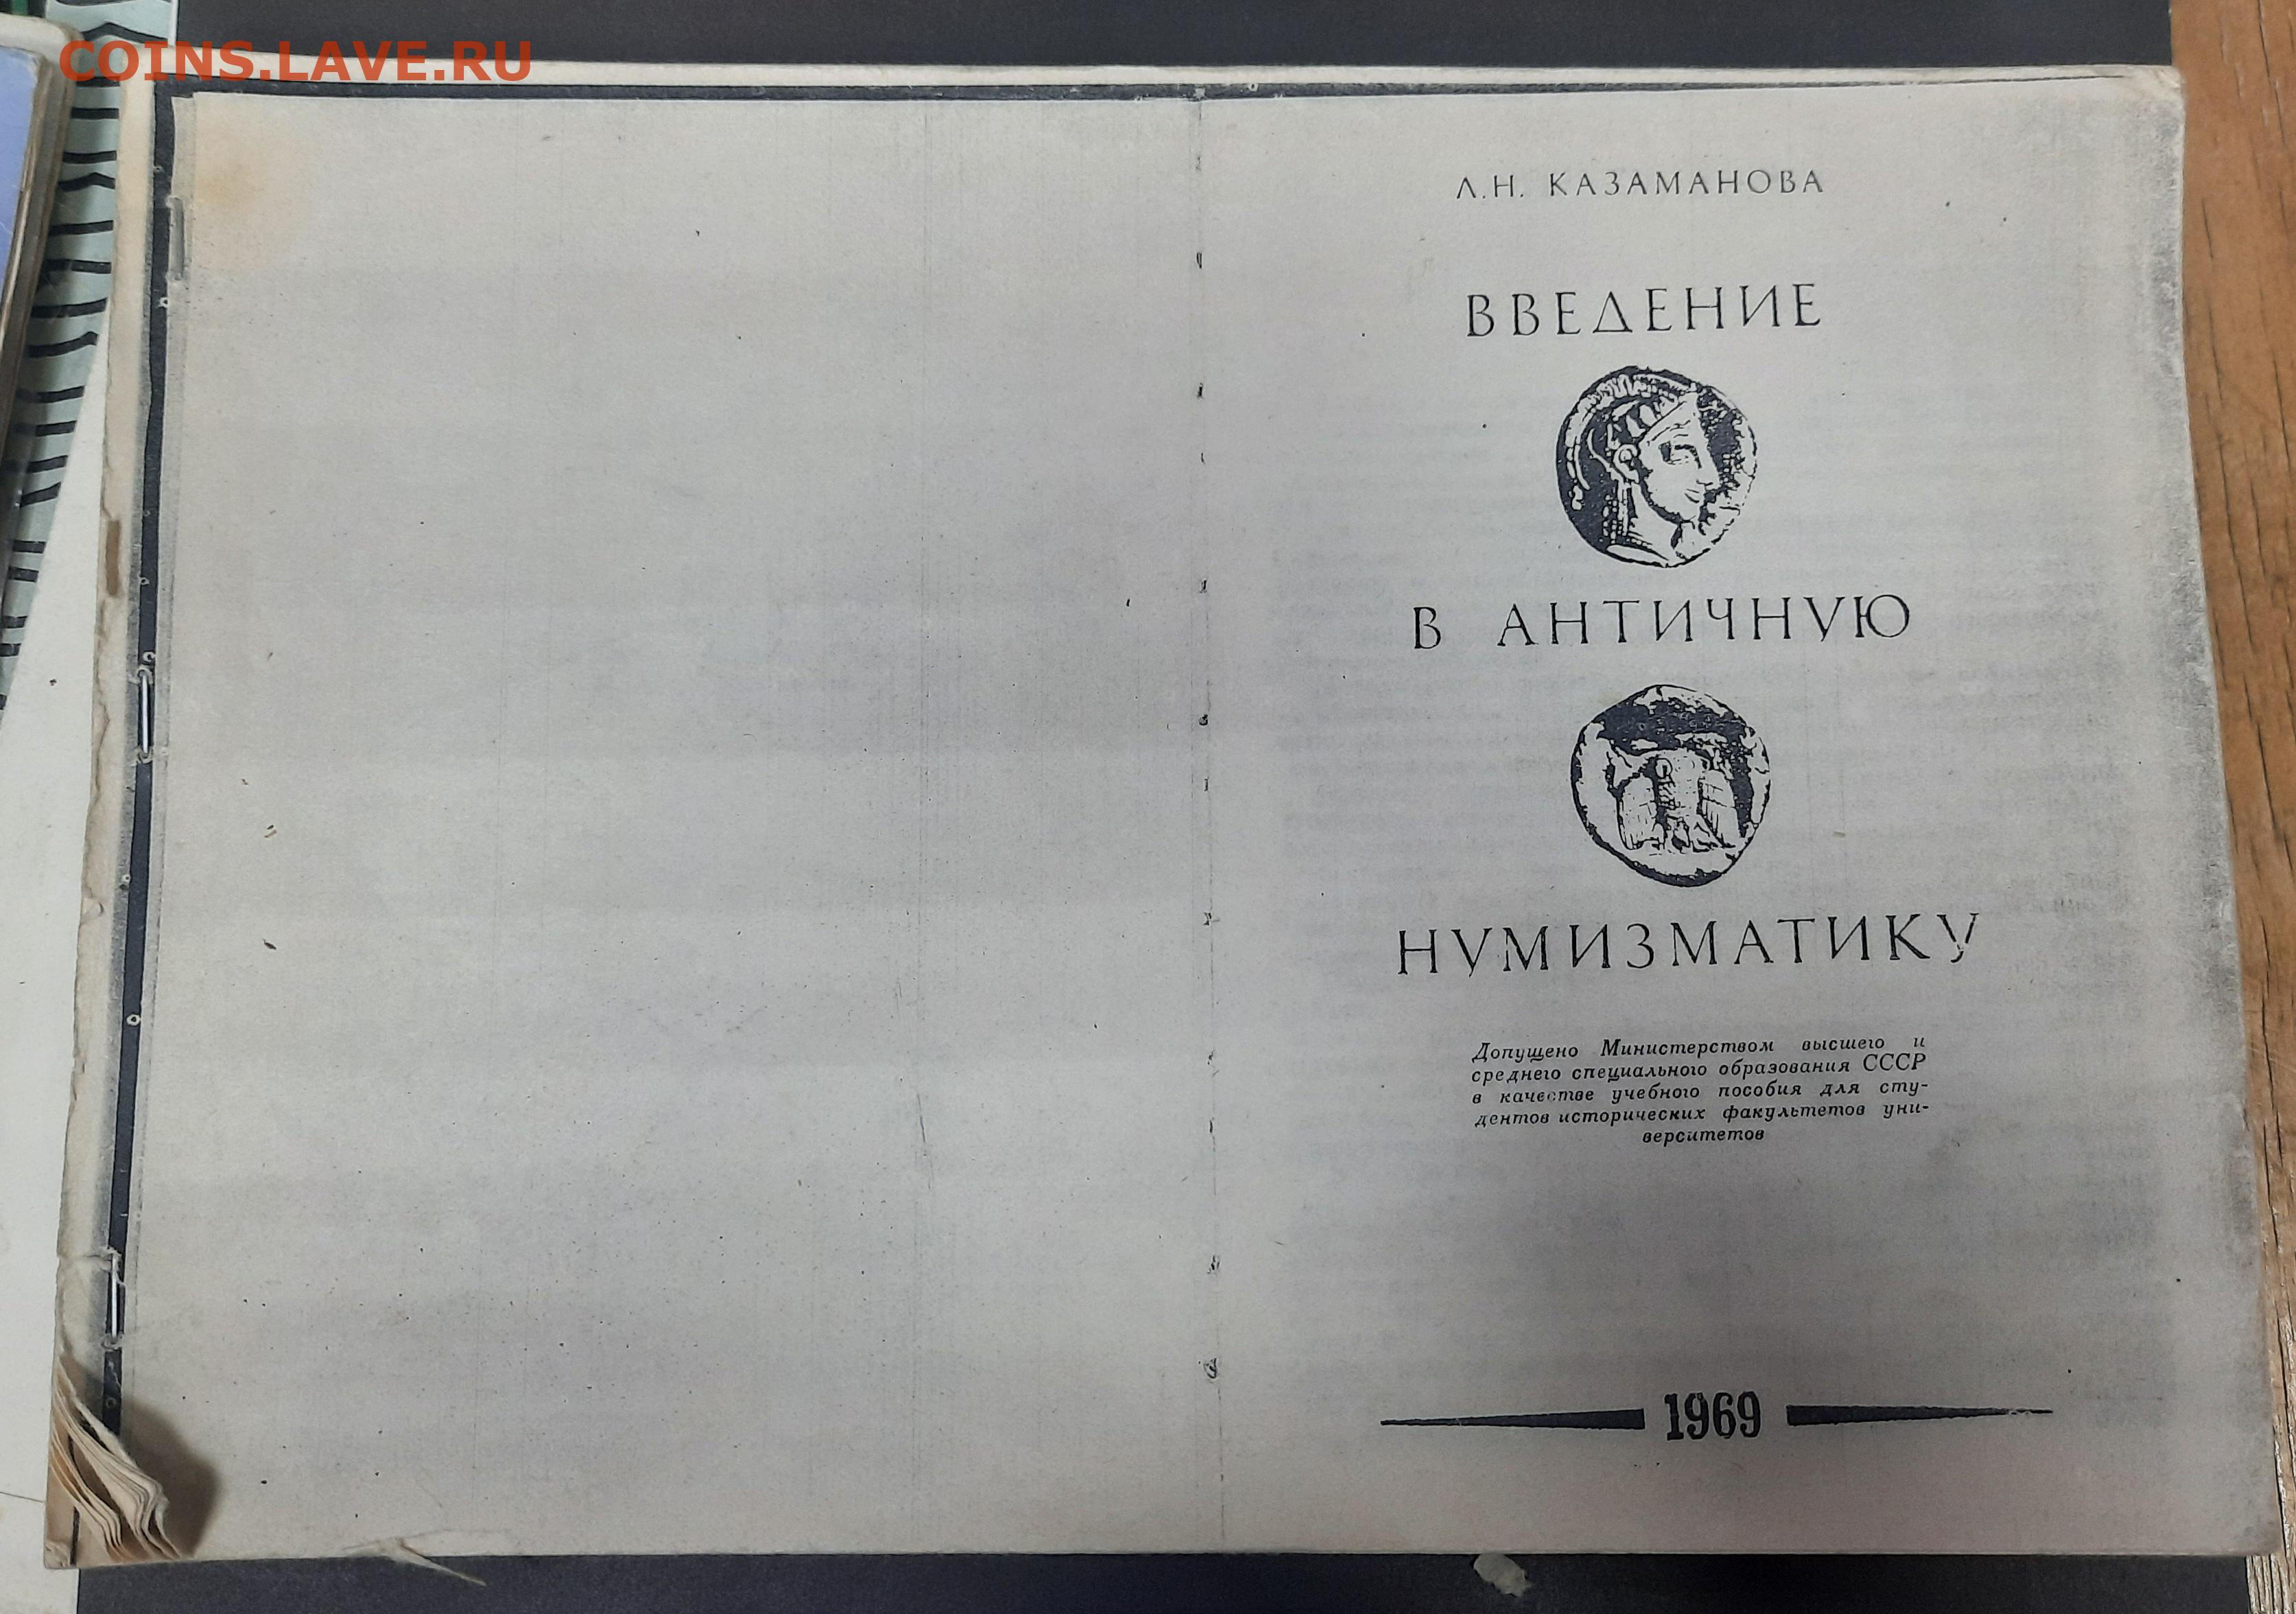 COINS.LAVE.RU
Л.Н. КАЗАМАНОВА
ВВЕДЕНИЕ
В АНТИЧНУЮ
НУМИЗМАТИКУ
Допущено Министерством высшего и
среднего специального образования СССР
в качестве учебного пособия для сту-
дентов исторических факультетов уни-
верситетов
1969